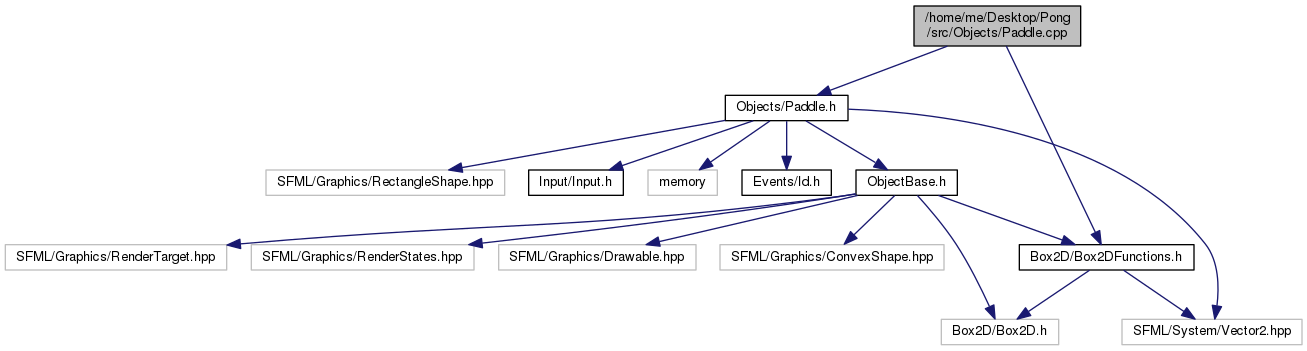 /home/me/Desktop/Pong
/src/Objects/Paddle.cpp
Objects/Paddle.h
SFML/Graphics/RectangleShape.hpp
Input/Input.h
memory
Events/Id.h
ObjectBase.h
SFML/Graphics/RenderTarget.hpp
SFML/Graphics/RenderStates.hpp
SFML/Graphics/Drawable.hpp
SFML/Graphics/ConvexShape.hpp
Box2D/Box2DFunctions.h
Box2D/Box2D.h
SFML/System/Vector2.hpp